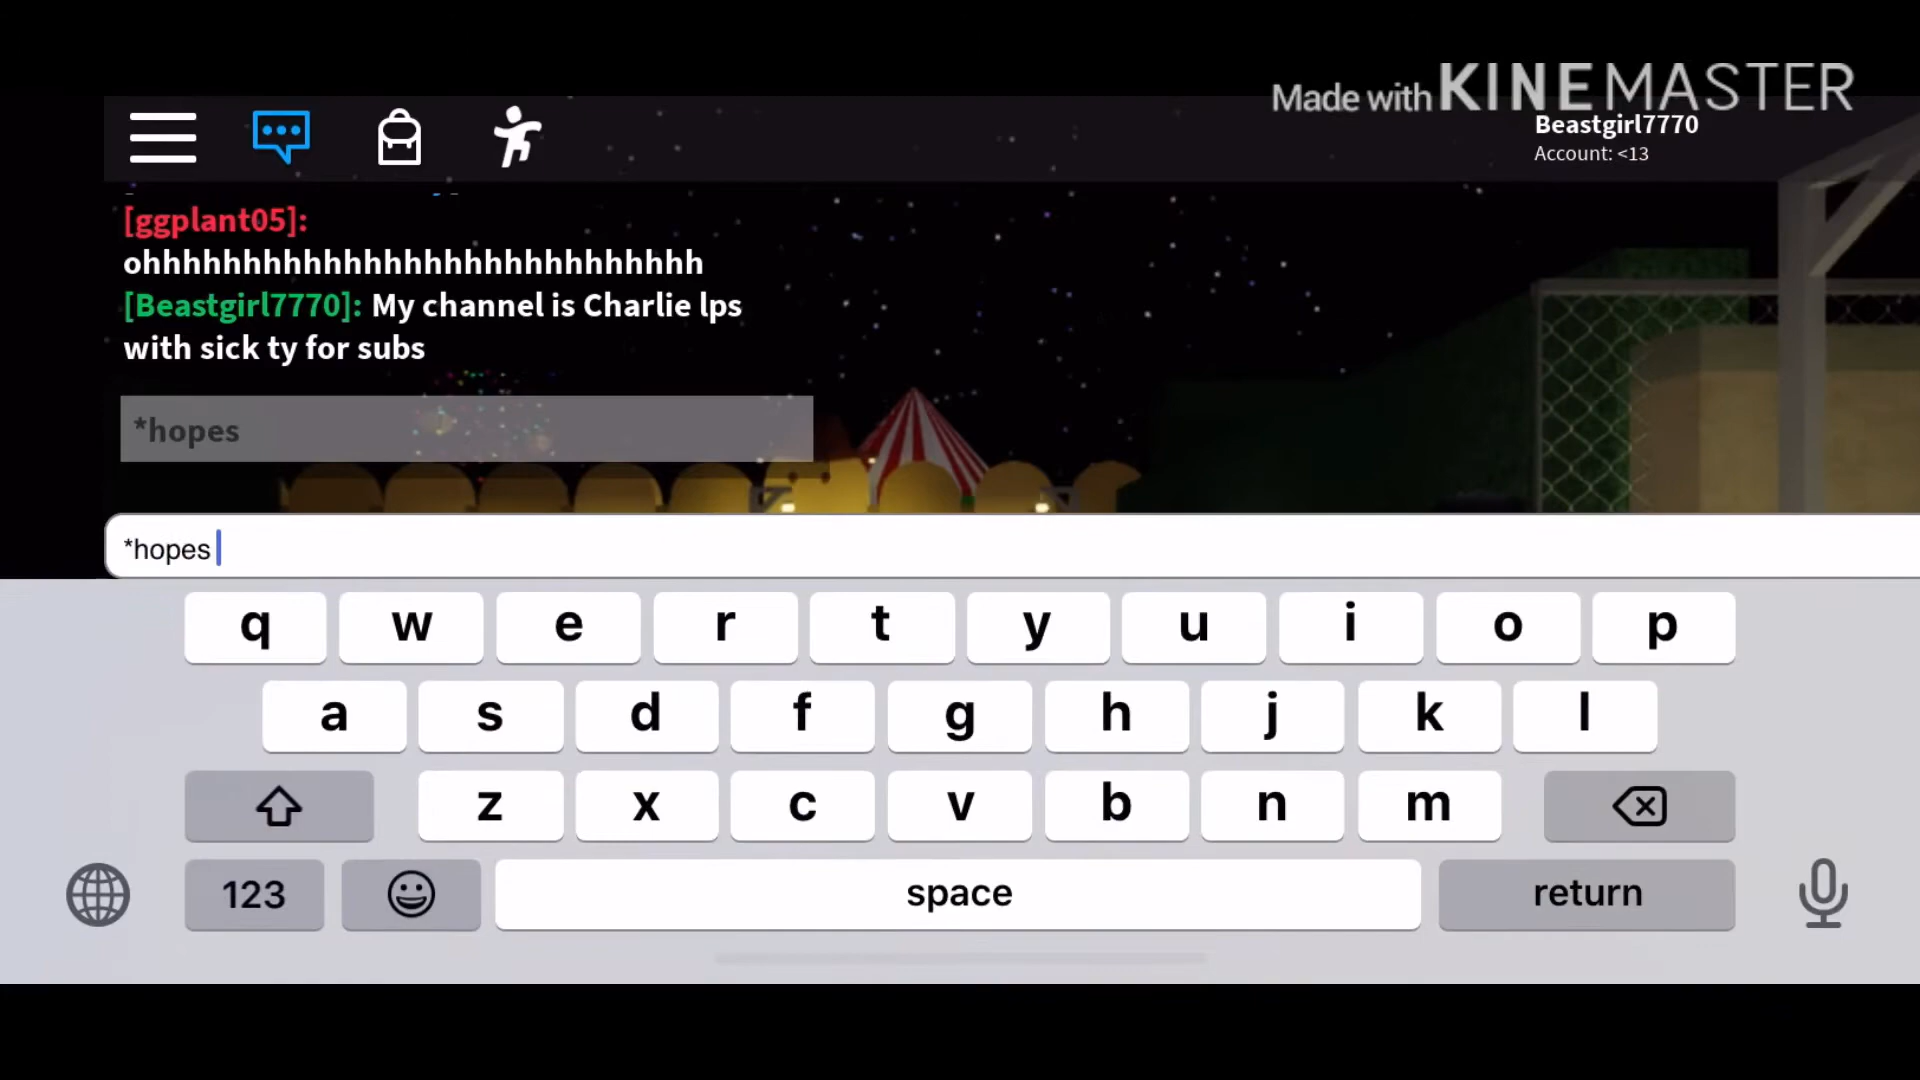 Made with KINEMASTER
Beastgirl7770
Account: <13
[ggplant05]:
ohhhhhhhhhhhhhhhhhhhhhhhhhhhh
[Beastgirl7770]: My channel is Charlie lps
with sick ty for subs
*hopes
*hopes
q w e r t y u i o p
a s d f g h j k l
z x c v b n m
123 space return